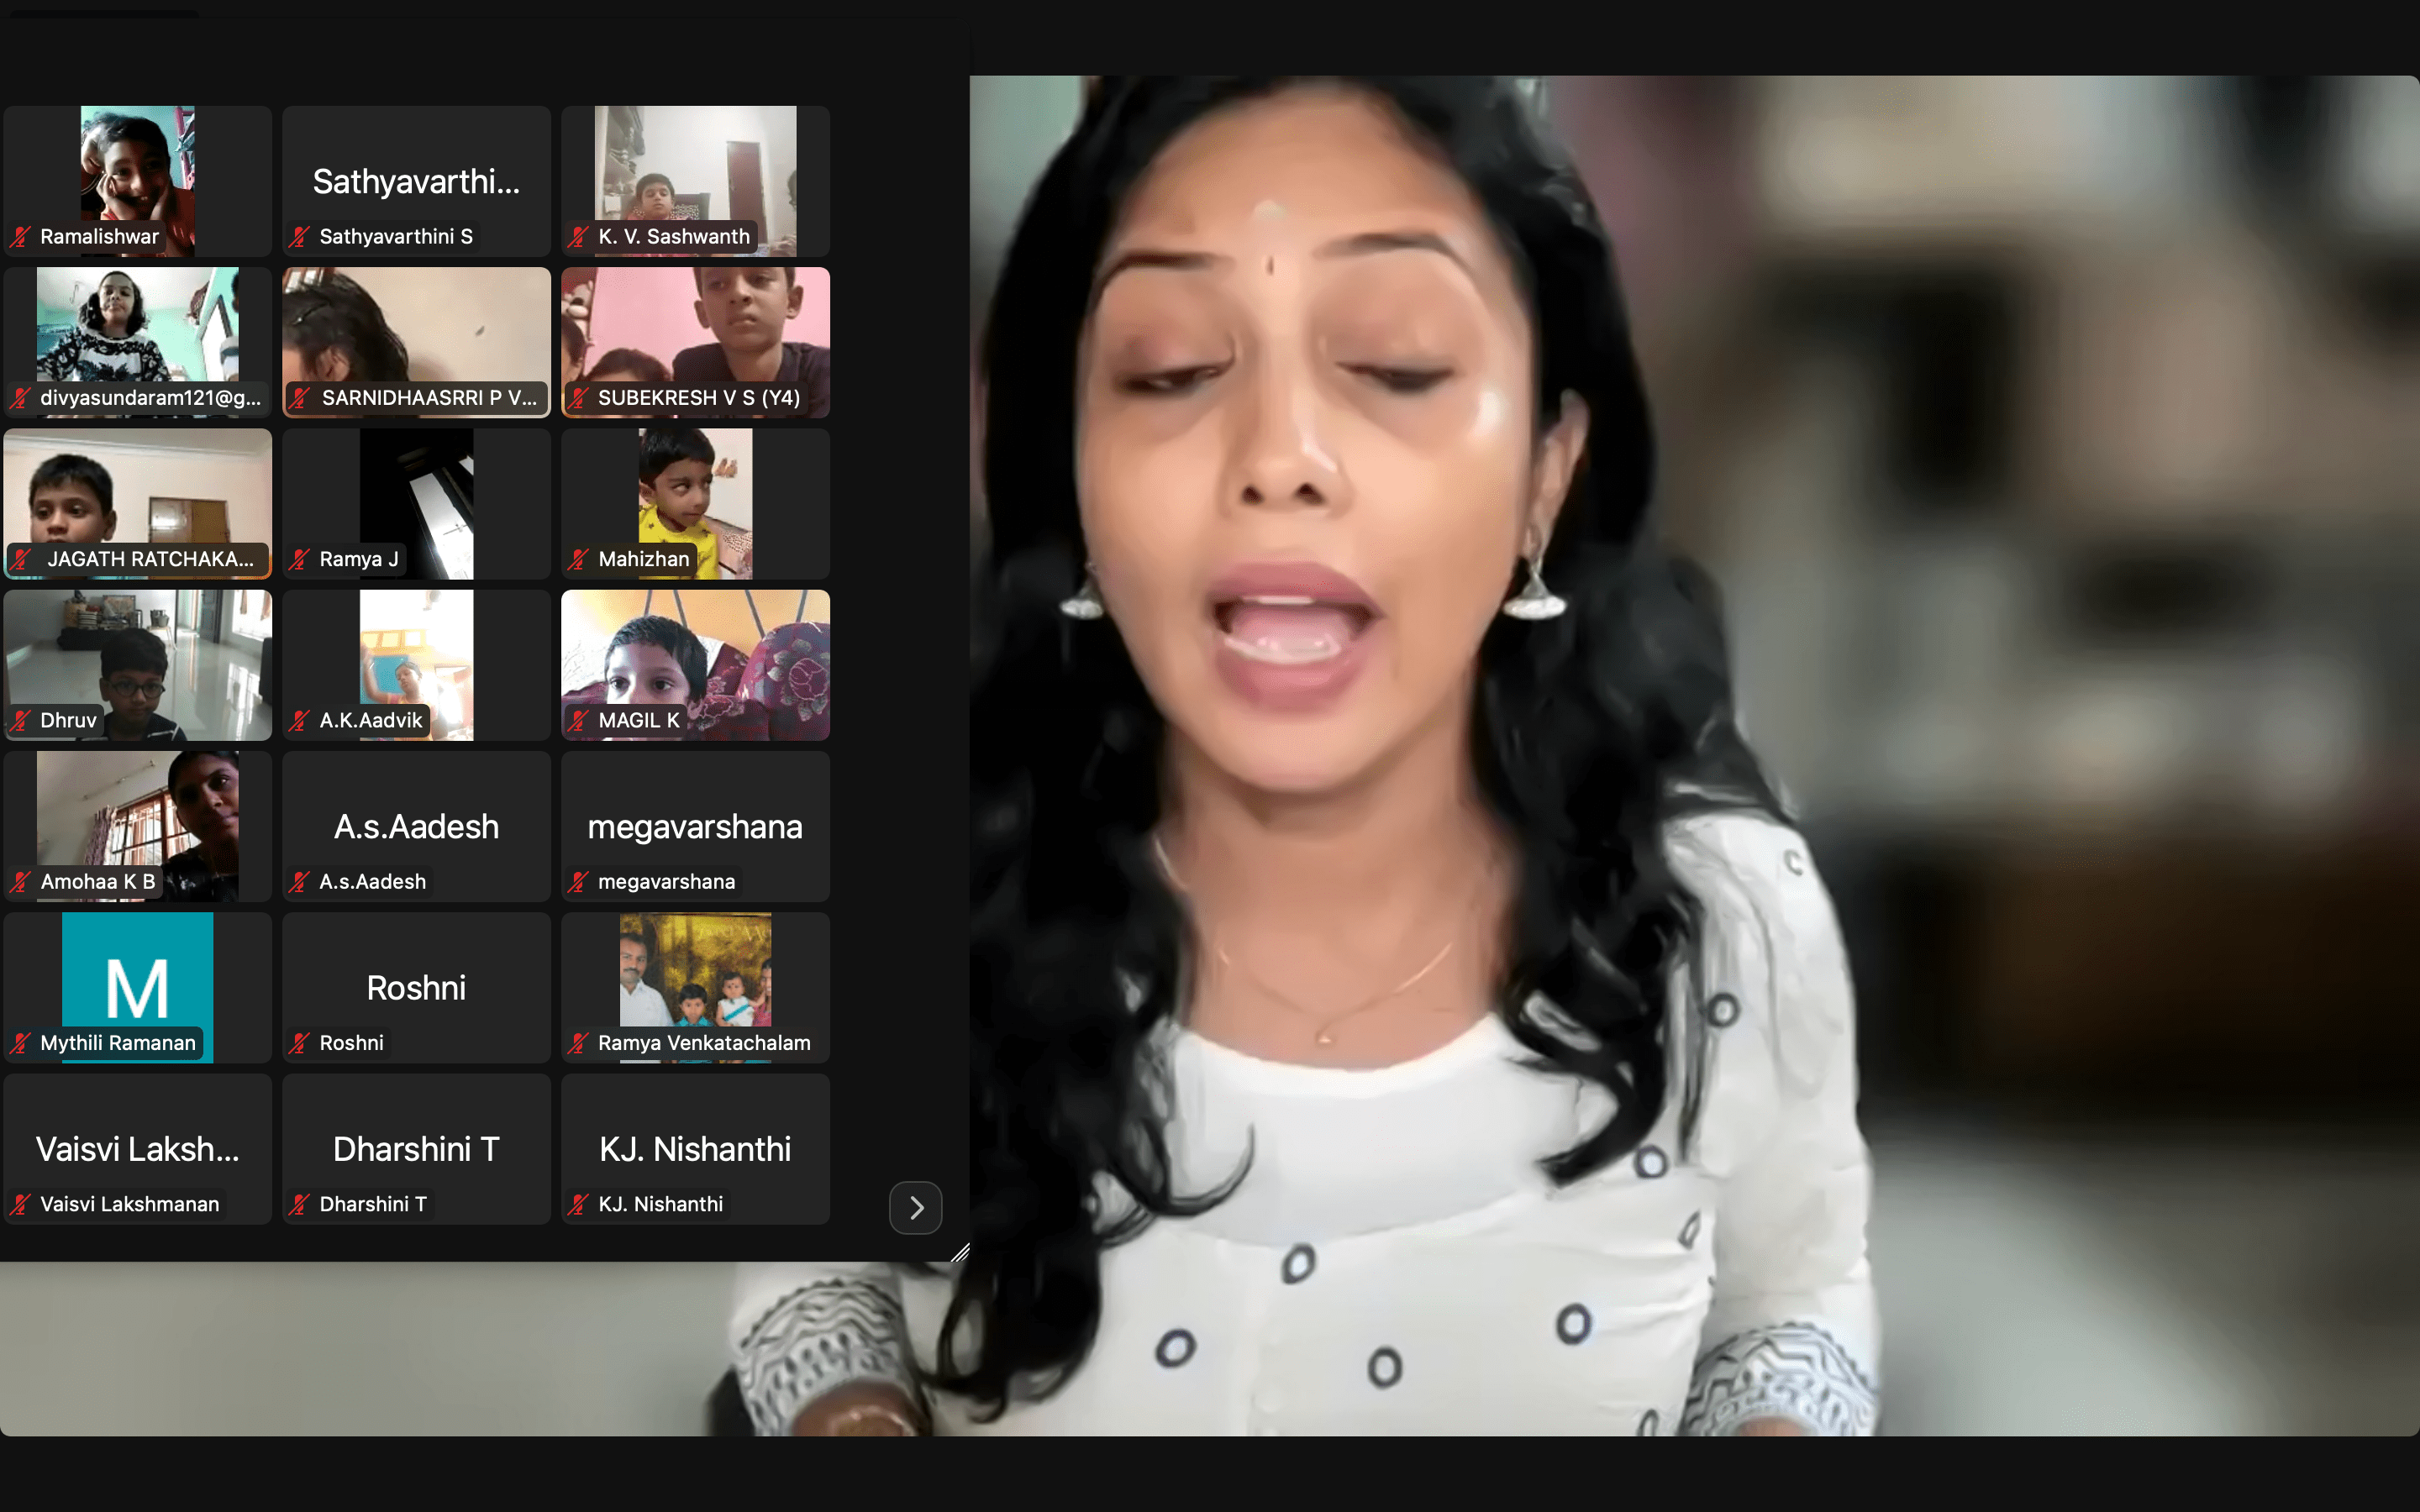 Ramalishwar
Sathyavarthi...
Sathyavarthini S
K. V. Sashwanth
divyasundaram121@g...
SARNIDHAASRRI P V...
SUBEKRESH V S (Y4)
JAGATH RATCHAKA...
Ramya J
Mahizhan
Dhruv
A.K.Aadvik
MAGIL K
Amohaa K B
A.s.Aadesh
A.s.Aadesh
megavarshana
megavarshana
M
Mythili Ramanan
Roshni
Roshni
Ramya Venkatachalam
Vaisvi Laksh...
Vaisvi Lakshmanan
Dharshini T
Dharshini T
KJ. Nishanthi
KJ. Nishanthi